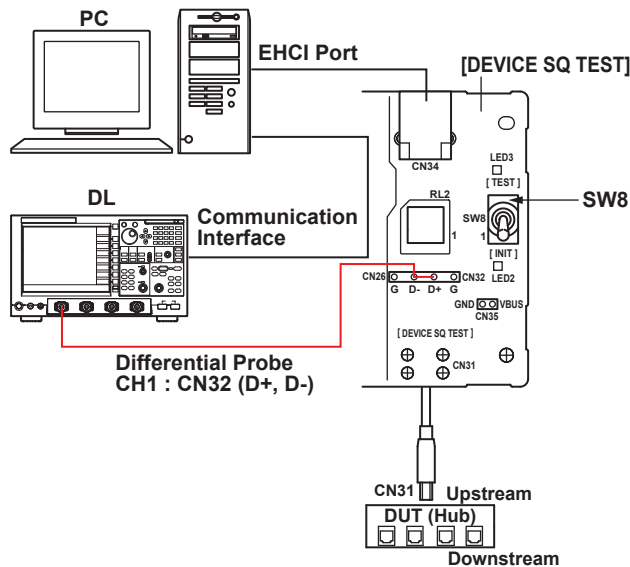 PC
EHCI Port
[DEVICE SQ TEST]
CN34
LED3
[ TEST ]
RL2
1
SW8
1
SW8
[ INIT ]
LED2
DL
Communication
Interface
CN26
CN32
G D- D+ G
GND VBUS
CN35
[ DEVICE SQ TEST ]
CN31
Differential Probe
CH1 : CN32 (D+, D-)
CN31
Upstream
DUT (Hub)
Downstream